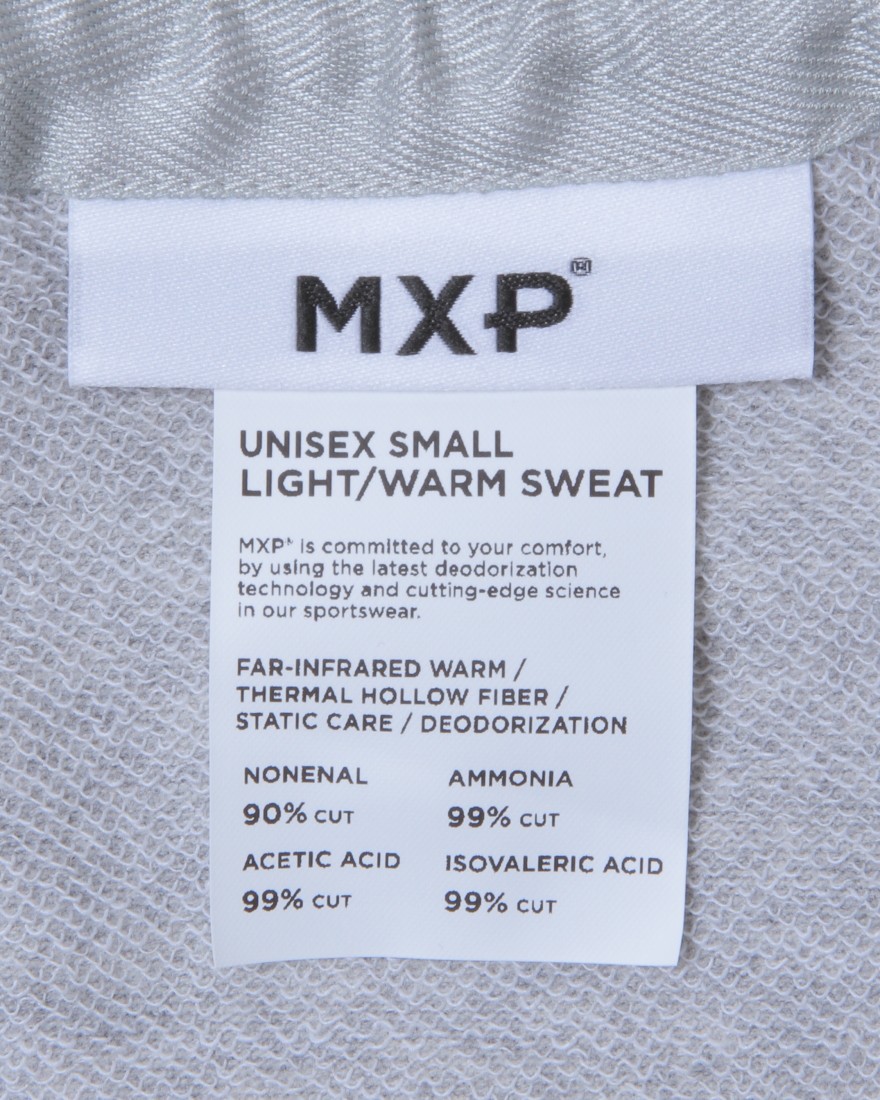 MXP®
UNISEX SMALL
LIGHT/WARM SWEAT
MXP® is committed to your comfort,
by using the latest deodorization
technology and cutting-edge science
in our sportswear.
FAR-INFRARED WARM /
THERMAL HOLLOW FIBER /
STATIC CARE / DEODORIZATION
NONENAL AMMONIA
90% CUT 99% CUT
ACETIC ACID ISOVALERIC ACID
99% CUT 99% CUT